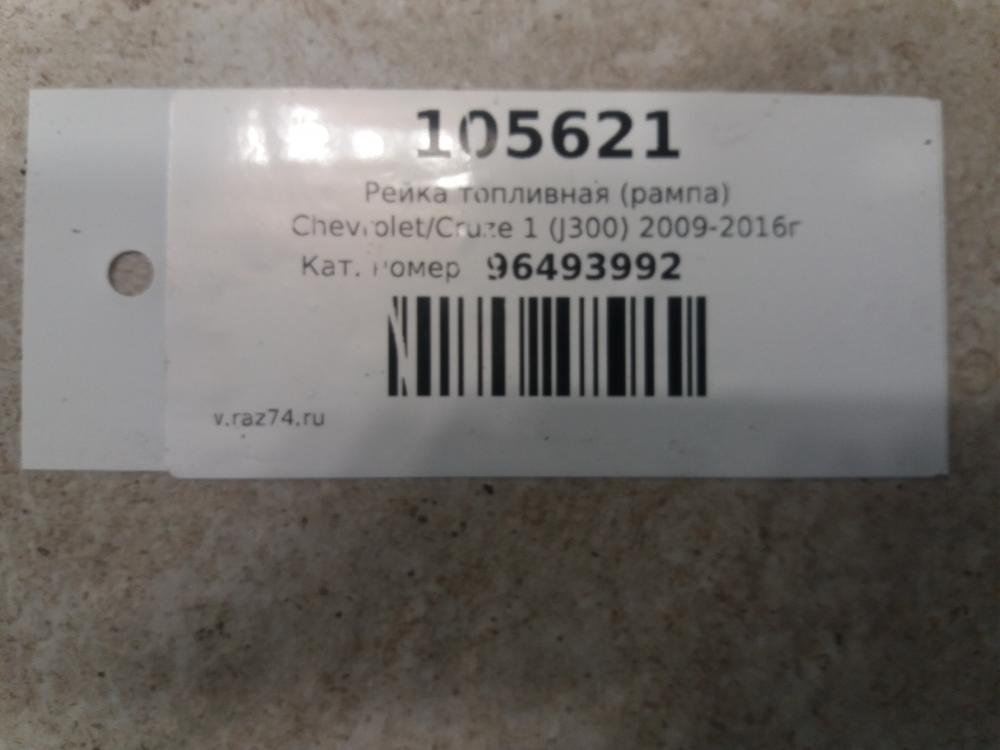 105621
Рейка топливная (рампа)
Chevrolet/Cruze 1 (J300) 2009-2016г
Кат. номер 96493992
v.raz74.ru